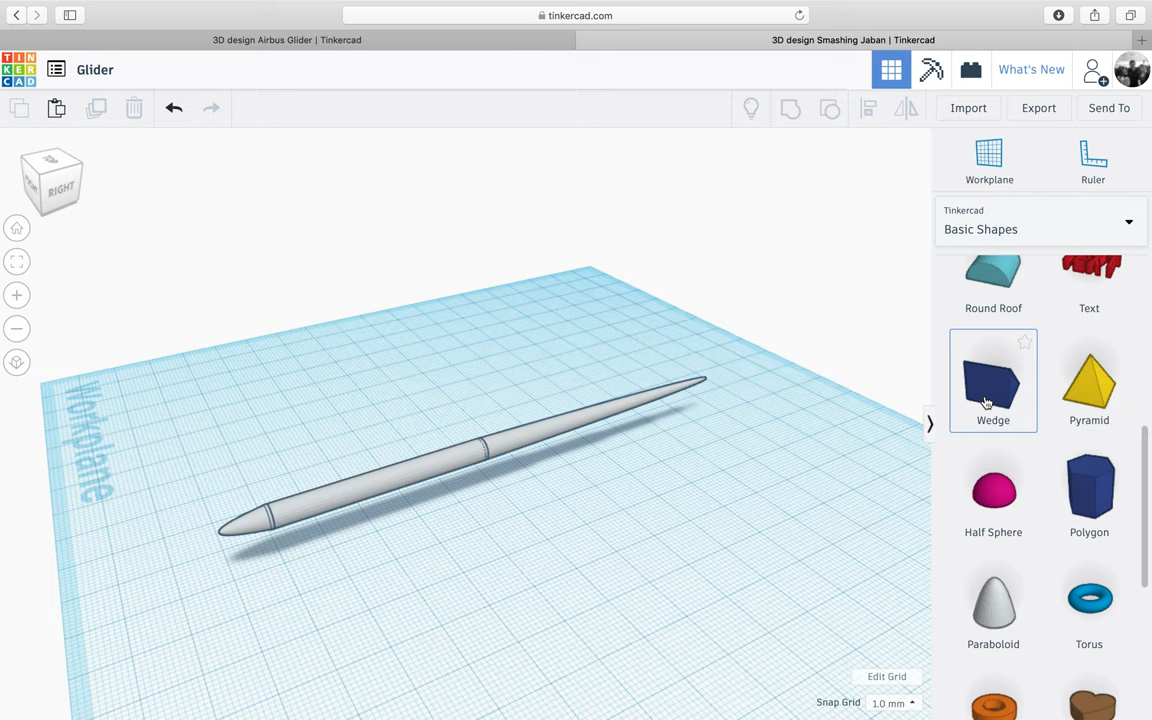 tinkercad.com
3D design Airbus Glider | Tinkercad
3D design Smashing Jaban | Tinkercad
TIN
KER
CAD
Glider
What's New
Import
Export
Send To
RIGHT
Workplane
Ruler
Tinkercad
Basic Shapes
Round Roof
Text
Wedge
Pyramid
Half Sphere
Polygon
Paraboloid
Torus
Workplane
Edit Grid
Snap Grid 1.0 mm